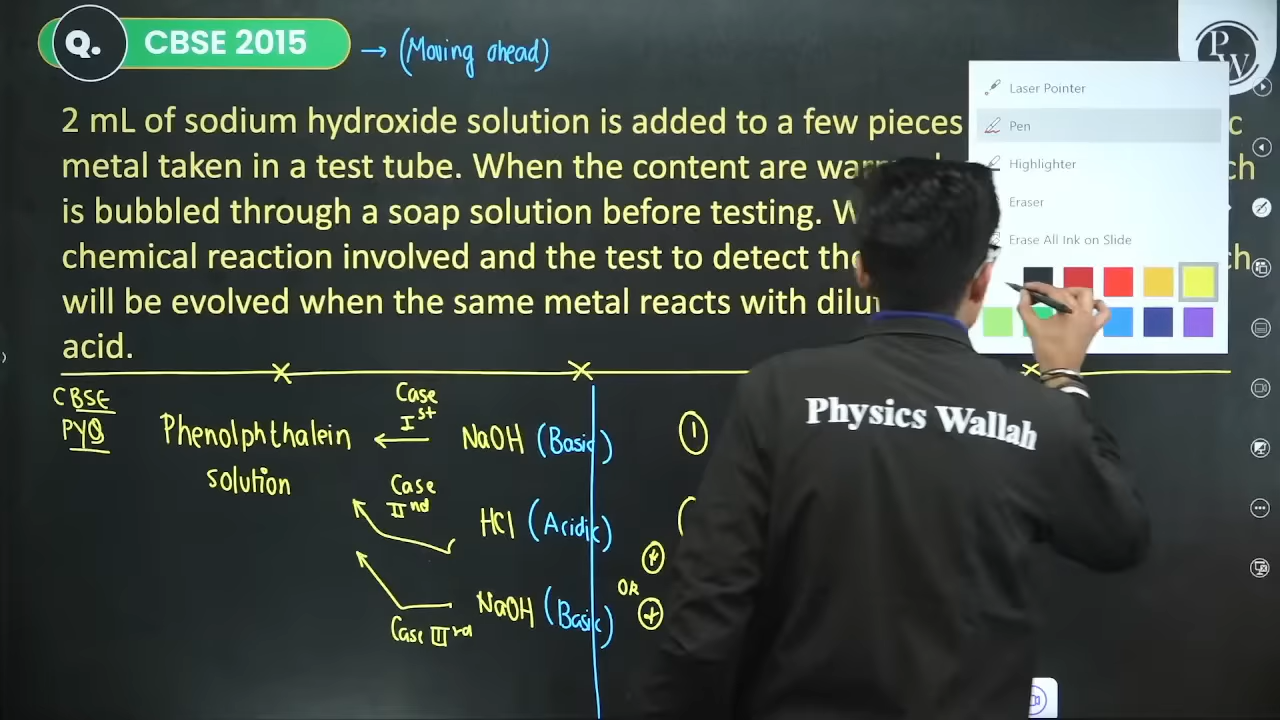 Q. CBSE 2015 → (Moving ahead)
PW
2 mL of sodium hydroxide solution is added to a few pieces
metal taken in a test tube. When the content are
is bubbled through a soap solution before testing.
chemical reaction involved and the test to detect the
will be evolved when the same metal reacts with
acid.
Laser Pointer
Pen
Highlighter
Eraser
Erase All Ink on Slide
CBSE
PYQ
Phenolphthalein
solution
Case
Ist
NaOH (Basic)
Case
IInd
HCl (Acidic)
NaOH (Basic)
Case IIIrd
1
OR
Physics Wallah